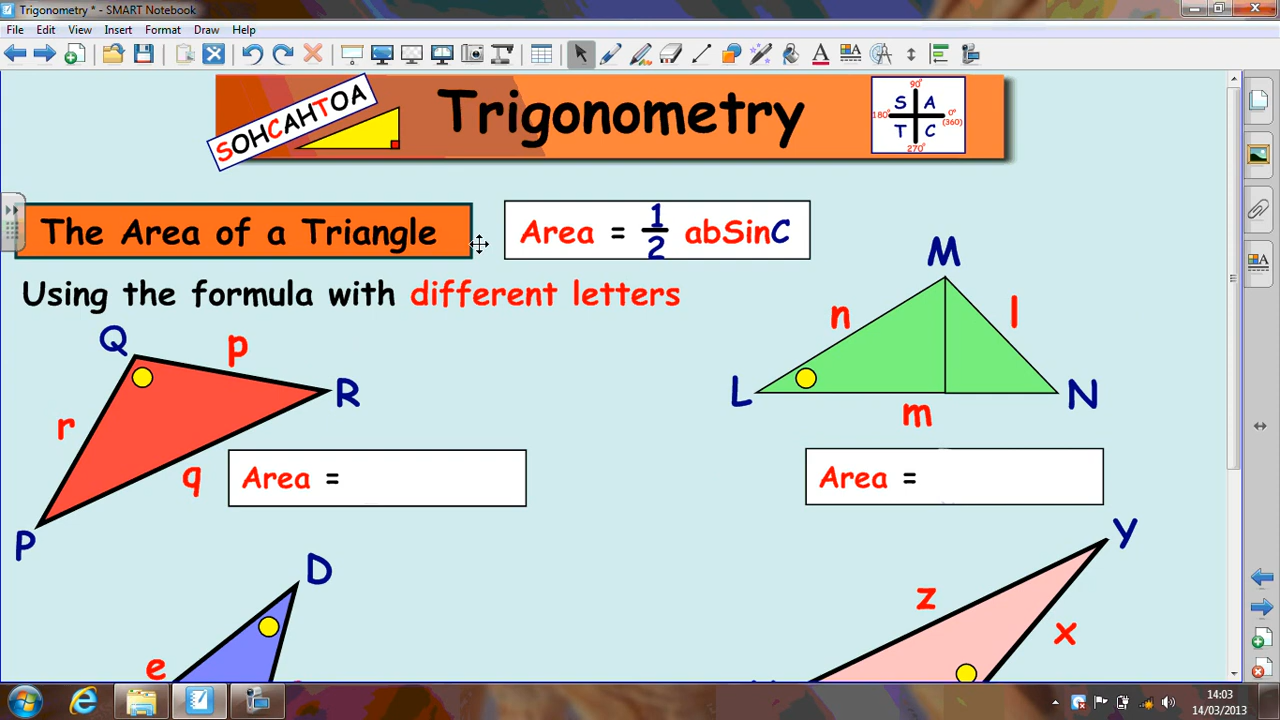 Trigonometry * - SMART Notebook
File Edit View Insert Format Draw Help
SOHCAHTOA
Trigonometry
90°
S A
180° 0°
(360)
T C
270°
The Area of a Triangle
Area = 1/2 abSinC
Using the formula with different letters
Q
p
R
r
q
P
Area =
M
n
l
L
m
N
Area =
D
e
Y
z
x
14:03
14/03/2013